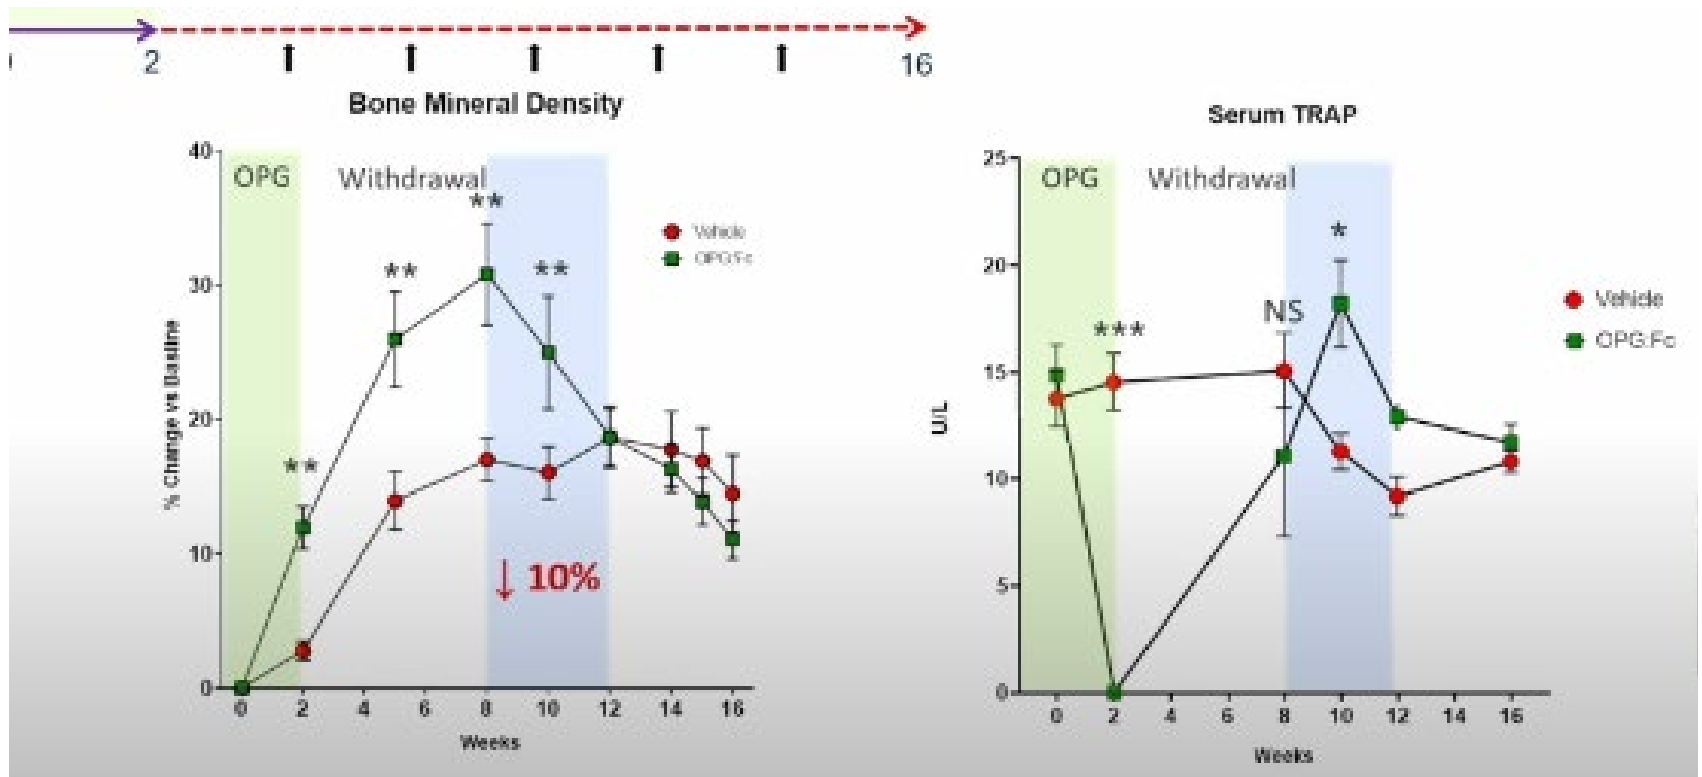 2
16
Bone Mineral Density
40
30
20
10
0
% Change vs Basline
OPG
Withdrawal
**
**
**
**
Vehicle
OPG:Fc
↓ 10%
0 2 4 6 8 10 12 14 16
Weeks
Serum TRAP
25
20
15
10
5
0
U/L
OPG
Withdrawal
***
NS
*
Vehicle
OPG:Fc
0 2 4 6 8 10 12 14 16
Weeks